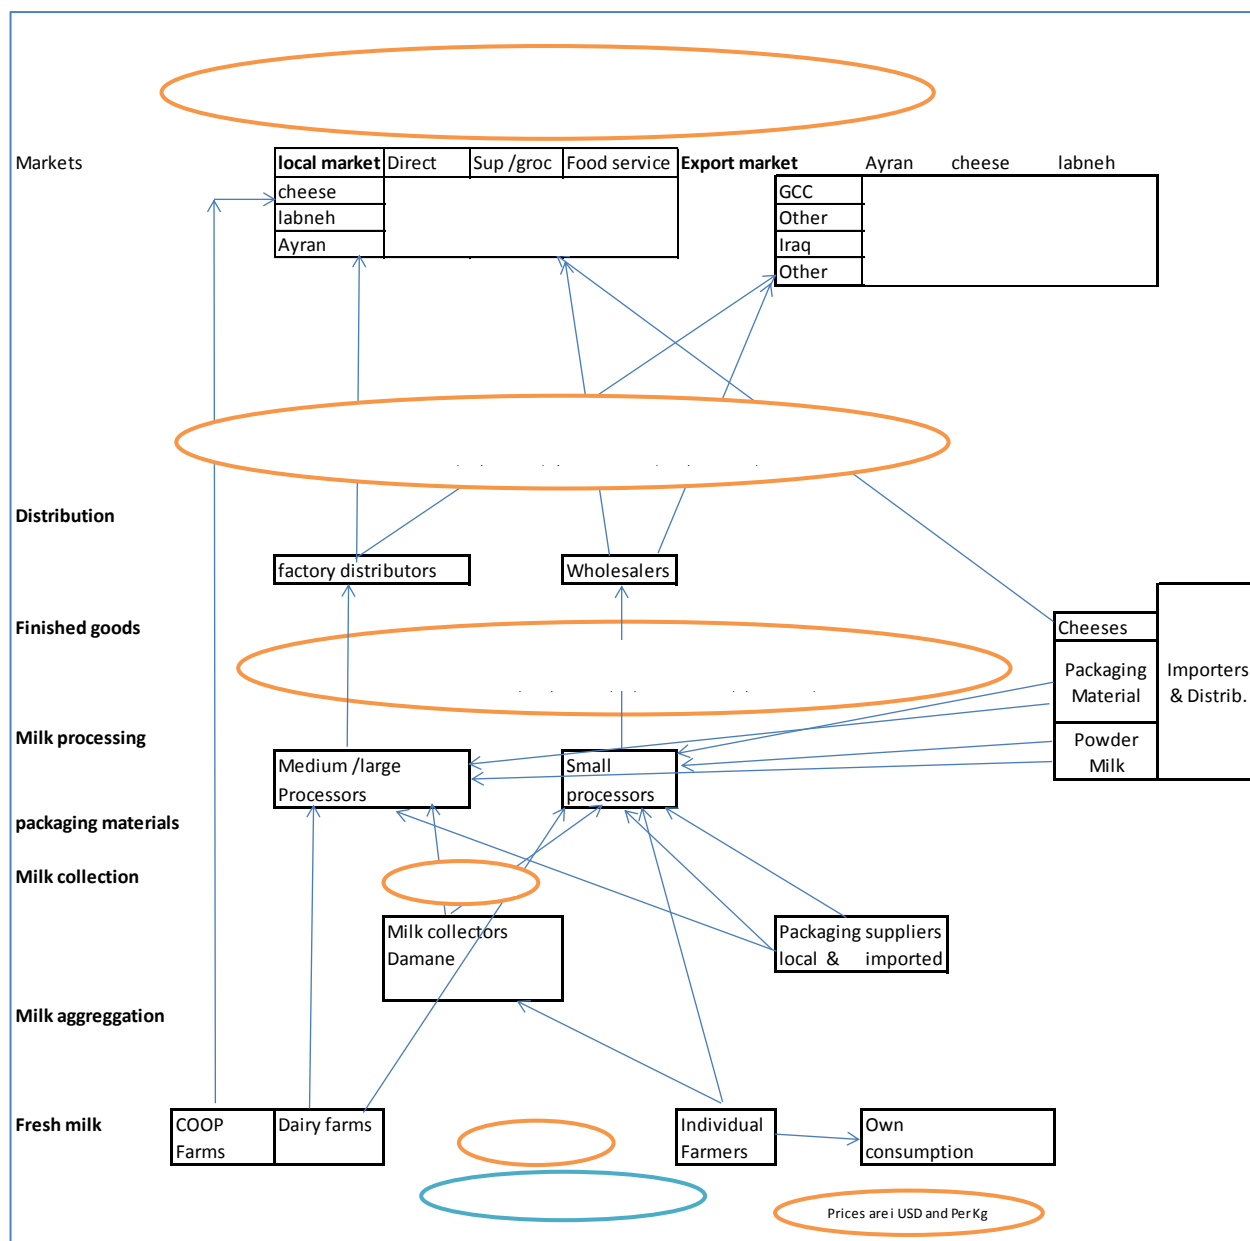 Markets
local market Direct Sup /groc Food service Export market Ayran cheese labneh
cheese
labneh
Ayran
GCC
Other
Iraq
Other
Distribution
factory distributors
Wholesalers
Finished goods
Cheeses
Packaging
Material
Importers
& Distrib.
Milk processing
Powder
Milk
Medium /large
Processors
Small
processors
packaging materials
Milk collection
Milk collectors
Damane
Packaging suppliers
local & imported
Milk aggreggation
Fresh milk
COOP
Farms
Dairy farms
Individual
Farmers
Own
consumption
Prices are i USD and Per Kg